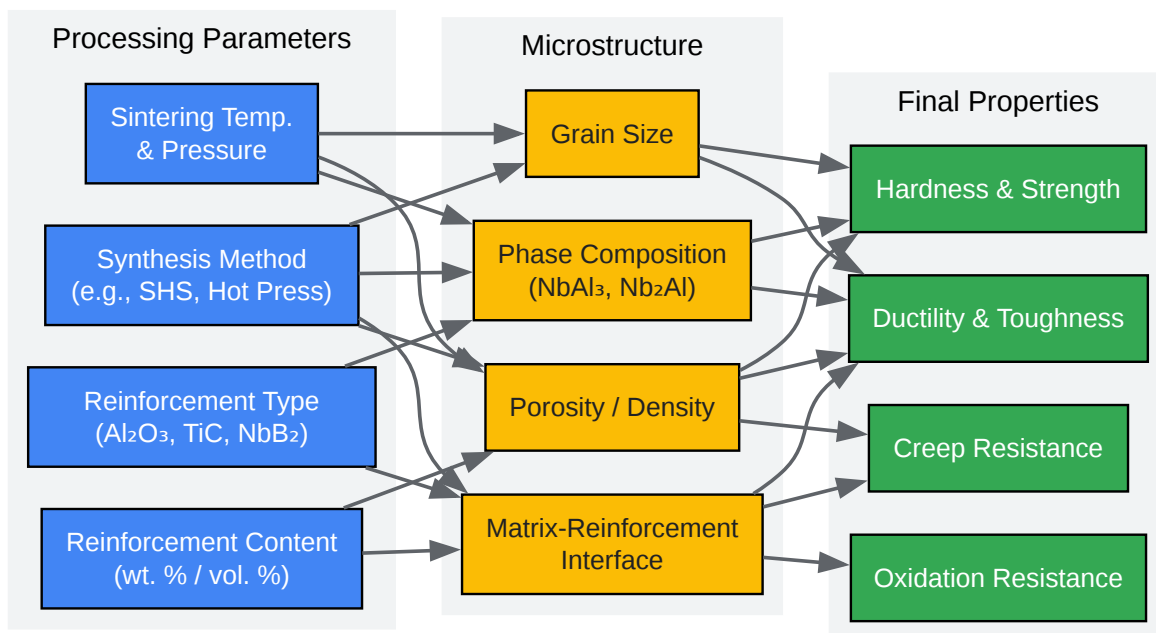 Processing Parameters
Sintering Temp.
& Pressure
Synthesis Method
(e.g., SHS, Hot Press)
Reinforcement Type
(Al₂O₃, TiC, NbB₂)
Reinforcement Content
(wt. % / vol. %)
Microstructure
Grain Size
Phase Composition
(NbAl₃, Nb₂Al)
Porosity / Density
Matrix-Reinforcement
Interface
Final Properties
Hardness & Strength
Ductility & Toughness
Creep Resistance
Oxidation Resistance